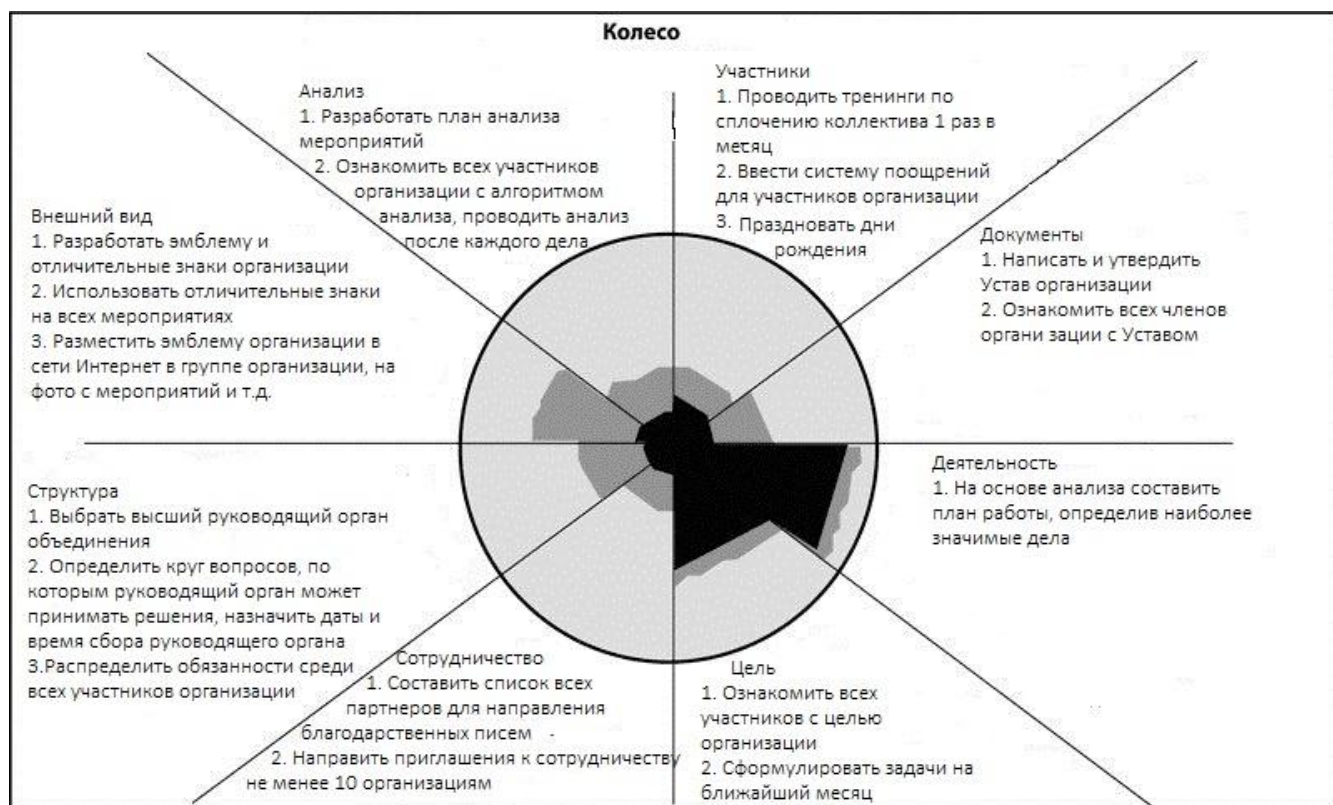 Колесо
Анализ
1. Разработать план анализа
мероприятий
2. Ознакомить всех участников
организации с алгоритмом
анализа, проводить анализ
после каждого дела
Участники
1. Проводить тренинги по
сплочению коллектива 1 раз в
месяц
2. Ввести систему поощрений
для участников организации
3. Праздновать дни
рождения
Внешний вид
1. Разработать эмблему и
отличительные знаки организации
2. Использовать отличительные знаки
на всех мероприятиях
3. Разместить эмблему организации в
сети Интернет в группе организации, на
фото с мероприятий и т.д.
Документы
1. Написать и утвердить
Устав организации
2. Ознакомить всех членов
органи зации с Уставом
Структура
1. Выбрать высший руководящий орган
объединения
2. Определить круг вопросов, по
которым руководящий орган может
принимать решения, назначить даты и
время сбора руководящего органа
3.Распределить обязанности среди
всех участников организации
Деятельность
1. На основе анализа составить
план работы, определив наиболее
значимые дела
Сотрудничество
1. Составить список всех
партнеров для направления
благодарственных писем -
2. Направить приглашения к сотрудничеству
не менее 10 организациям
Цель
1. Ознакомить всех
участников с целью
организации
2. Сформулировать задачи на
ближайший месяц